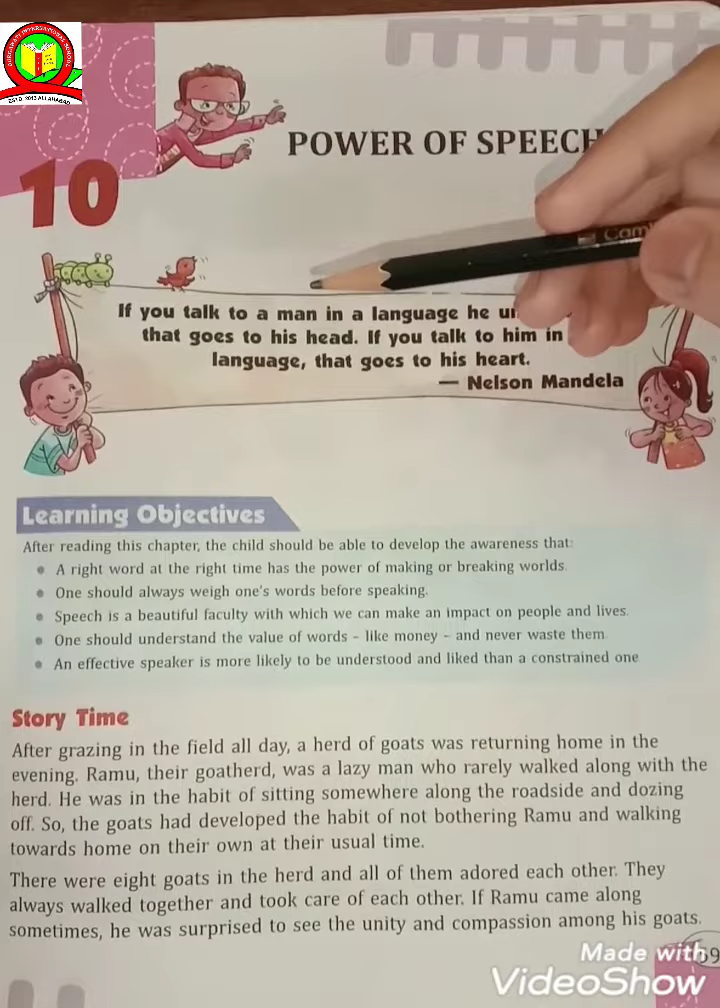 DURGAWATI INTERNATIONAL SCHOOL
ESTD. 2013 ALLAHABAD
POWER OF SPEECH
10
Cam
If you talk to a man in a language he
that goes to his head. If you talk to him in
language, that goes to his heart.
— Nelson Mandela
Learning Objectives
After reading this chapter, the child should be able to develop the awareness that:
• A right word at the right time has the power of making or breaking worlds.
• One should always weigh one's words before speaking.
• Speech is a beautiful faculty with which we can make an impact on people and lives.
• One should understand the value of words – like money – and never waste them
• An effective speaker is more likely to be understood and liked than a constrained one
Story Time
After grazing in the field all day, a herd of goats was returning home in the
evening. Ramu, their goatherd, was a lazy man who rarely walked along with the
herd. He was in the habit of sitting somewhere along the roadside and dozing
off. So, the goats had developed the habit of not bothering Ramu and walking
towards home on their own at their usual time.
There were eight goats in the herd and all of them adored each other. They
always walked together and took care of each other. If Ramu came along
sometimes, he was surprised to see the unity and compassion among his goats.
Made with
VideoShow